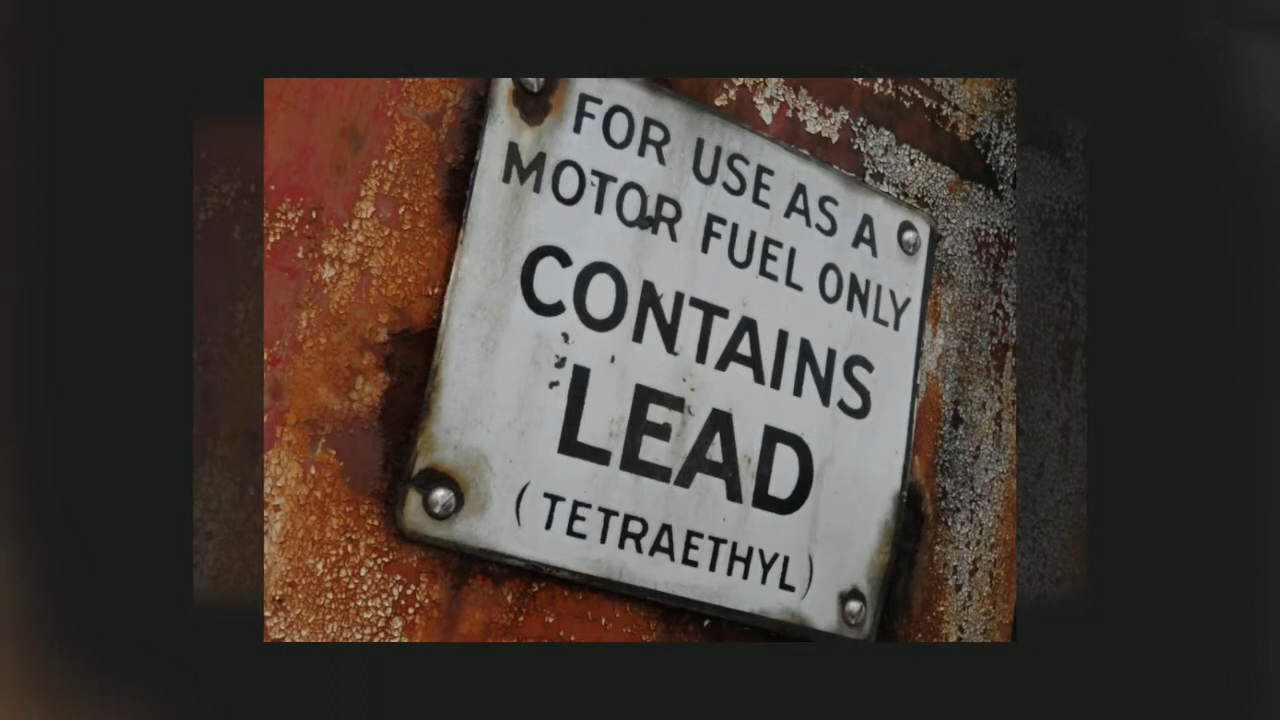 FOR USE AS A
MOTOR FUEL ONLY
CONTAINS
LEAD
(TETRAETHYL)